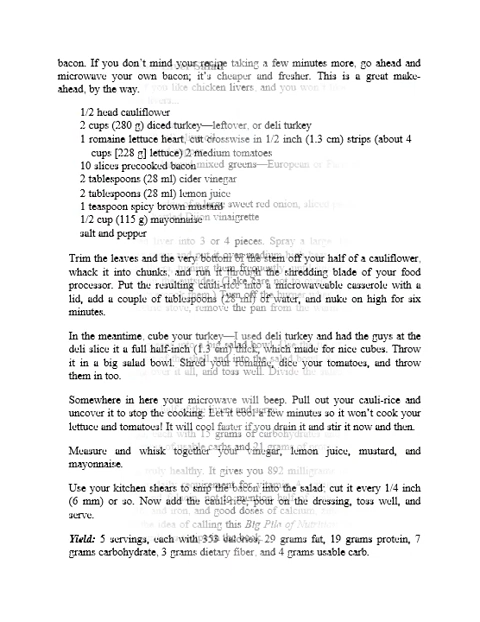 bacon. If you don't mind your recipe taking a few minutes more, go ahead and
microwave your own bacon; it's cheaper and fresher. This is a great make-
ahead, by the way.
1/2 head cauliflower
2 cups (280 g) diced turkey—leftover, or deli turkey
1 romaine lettuce heart, cut crosswise in 1/2 inch (1.3 cm) strips (about 4
cups [228 g] lettuce) 2 medium tomatoes
10 slices precooked bacon
2 tablespoons (28 ml) cider vinegar
2 tablespoons (28 ml) lemon juice
1 teaspoon spicy brown mustard
1/2 cup (115 g) mayonnaise
salt and pepper
Trim the leaves and the very bottom of the stem off your half of a cauliflower,
whack it into chunks, and run it through the shredding blade of your food
processor. Put the resulting cauli-rice into a microwaveable casserole with a
lid, add a couple of tablespoons (28 ml) of water, and nuke on high for six
minutes.
In the meantime, cube your turkey—I used deli turkey and had the guys at the
deli slice it a full half-inch (1.3 cm) thick, which made for nice cubes. Throw
it in a big salad bowl. Shred your romaine, dice your tomatoes, and throw
them in too.
Somewhere in here your microwave will beep. Pull out your cauli-rice and
uncover it to stop the cooking. Let it cool a few minutes so it won't cook your
lettuce and tomatoes! It will cool faster if you drain it and stir it now and then.
Measure and whisk together your vinegar, lemon juice, mustard, and
mayonnaise.
Use your kitchen shears to snip the bacon into the salad; cut it every 1/4 inch
(6 mm) or so. Now add the cauli-rice, pour on the dressing, toss well, and
serve.
Yield: 5 servings, each with 353 calories, 29 grams fat, 19 grams protein, 7
grams carbohydrate, 3 grams dietary fiber, and 4 grams usable carb.